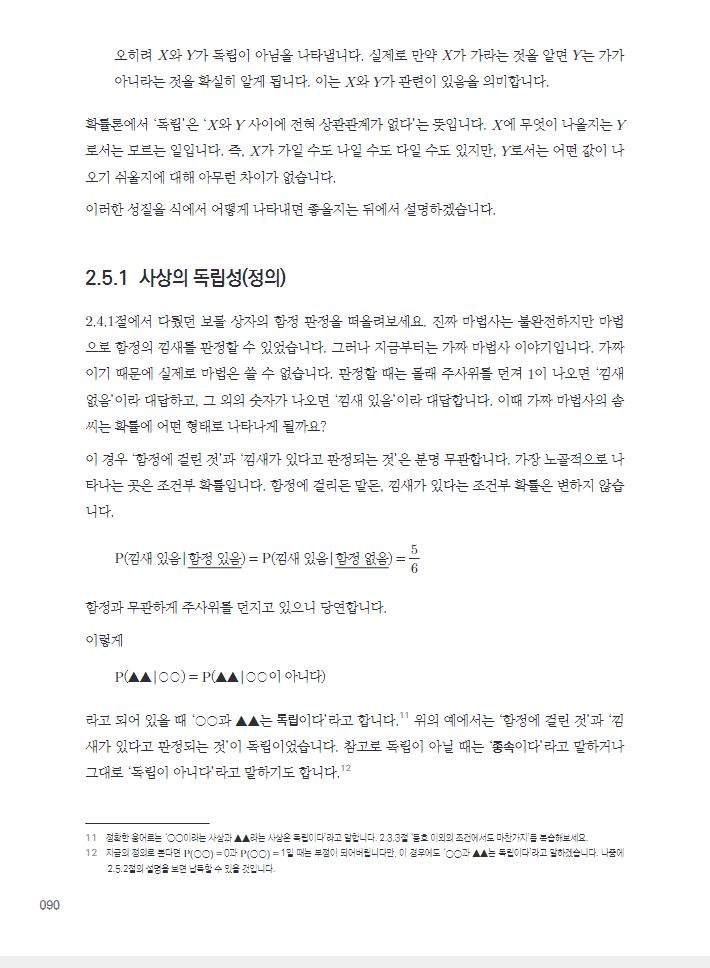 오히려 X와 Y가 독립이 아님을 나타냅니다. 실제로 만약 X가 가라는 것을 알면 Y는 가가
아니라는 것을 확실히 알게 됩니다. 이는 X와 Y가 관련이 있음을 의미합니다.
확률론에서 ‘독립’은 ‘X와 Y 사이에 전혀 상관관계가 없다’는 뜻입니다. X에 무엇이 나올지는 Y
로서는 모르는 일입니다. 즉, X가 가일 수도 나일 수도 다일 수도 있지만, Y로서는 어떤 값이 나
오기 쉬울지에 대해 아무런 차이가 없습니다.
이러한 성질을 식에서 어떻게 나타내면 좋을지는 뒤에서 설명하겠습니다.
2.5.1 사상의 독립성(정의)
2.4.1절에서 다뤘던 보물 상자의 함정 판정을 떠올려보세요. 진짜 마법사는 불완전하지만 마법
으로 함정의 낌새를 판정할 수 있었습니다. 그러나 지금부터는 가짜 마법사 이야기입니다. 가짜
이기 때문에 실제로 마법은 쓸 수 없습니다. 판정할 때는 몰래 주사위를 던져 1이 나오면 ‘낌새
없음’이라 대답하고, 그 외의 숫자가 나오면 ‘낌새 있음’이라 대답합니다. 이때 가짜 마법사의 솜
씨는 확률에 어떤 형태로 나타나게 될까요?
이 경우 ‘함정에 걸린 것’과 ‘낌새가 있다고 판정되는 것’은 분명 무관합니다. 가장 노골적으로 나
타나는 곳은 조건부 확률입니다. 함정에 걸리든 말든, 낌새가 있다는 조건부 확률은 변하지 않습
니다.
P(낌새 있음|함정 있음) = P(낌새 있음|함정 없음) = 5/6
함정과 무관하게 주사위를 던지고 있으니 당연합니다.
이렇게
P(▲▲|○○) = P(▲▲|○○이 아니다)
라고 되어 있을 때 ‘○○과 ▲▲는 독립이다’라고 합니다.11 위의 예에서는 ‘함정에 걸린 것’과 ‘낌
새가 있다고 판정되는 것’이 독립이었습니다. 참고로 독립이 아닐 때는 ‘종속이다’라고 말하거나
그대로 ‘독립이 아니다’라고 말하기도 합니다.12
11 정확한 용어로는 ‘○○이라는 사상과 ▲▲라는 사상은 독립이다’라고 말합니다. 2.3.3절 ‘등호 이외의 조건에서도 마찬가지’를 복습해보세요.
12 지금의 정의로 본다면 P(○○) = 0과 P(○○) = 1일 때는 부정이 되어버립니다만, 이 경우에도 ‘○○과 ▲▲는 독립이다’라고 말하겠습니다. 나중에
2.5.2절의 설명을 보면 납득할 수 있을 것입니다.
090